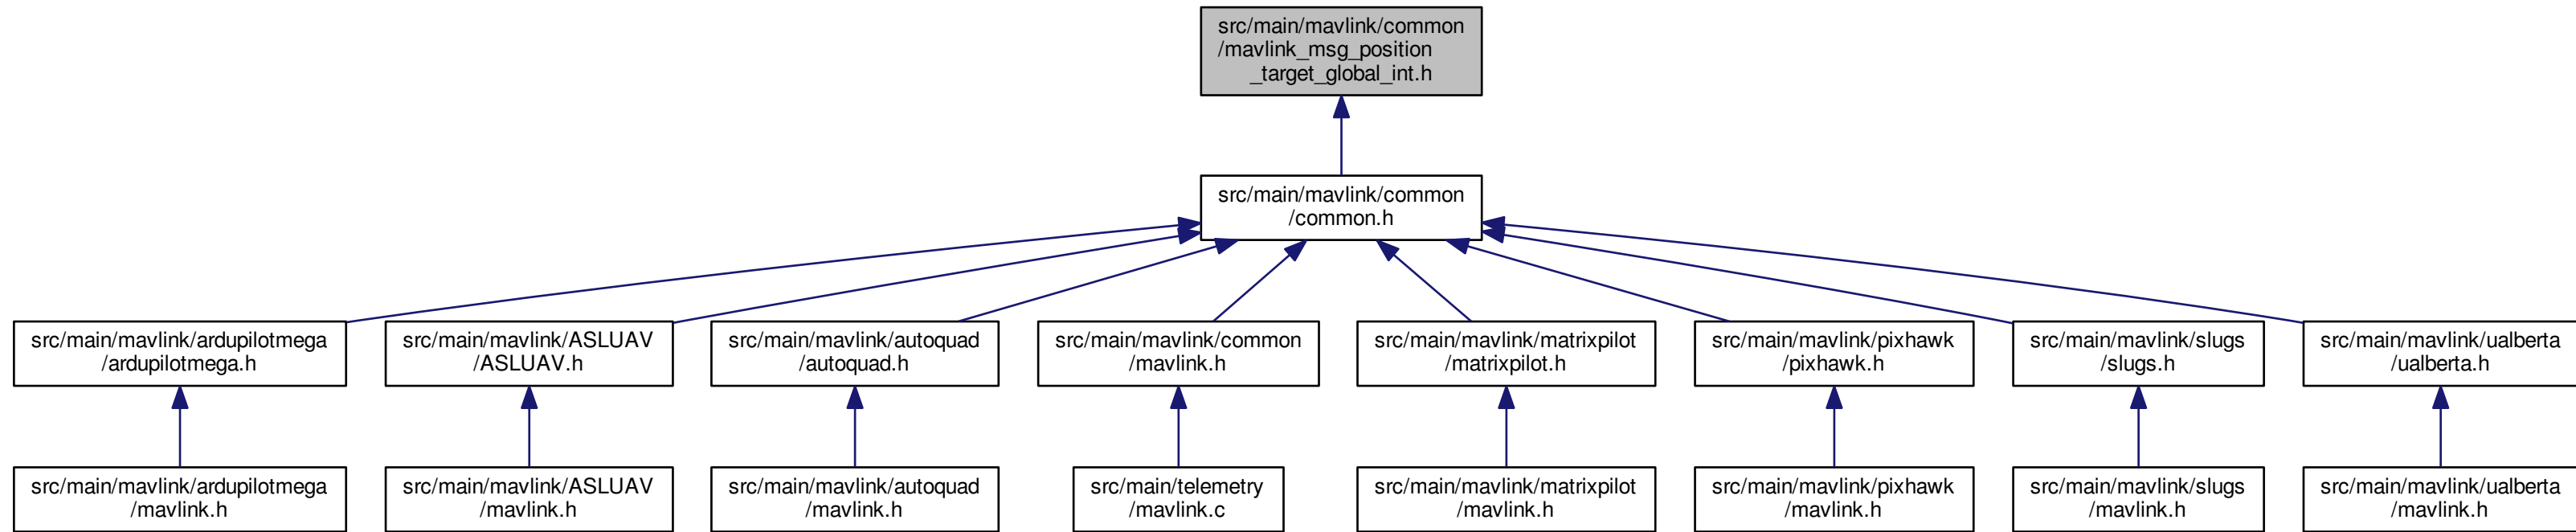 src/main/mavlink/common
/mavlink_msg_position
_target_global_int.h
src/main/mavlink/common
/common.h
src/main/mavlink/ardupilotmega
/ardupilotmega.h
src/main/mavlink/ASLUAV
/ASLUAV.h
src/main/mavlink/autoquad
/autoquad.h
src/main/mavlink/common
/mavlink.h
src/main/mavlink/matrixpilot
/matrixpilot.h
src/main/mavlink/pixhawk
/pixhawk.h
src/main/mavlink/slugs
/slugs.h
src/main/mavlink/ualberta
/ualberta.h
src/main/mavlink/ardupilotmega
/mavlink.h
src/main/mavlink/ASLUAV
/mavlink.h
src/main/mavlink/autoquad
/mavlink.h
src/main/telemetry
/mavlink.c
src/main/mavlink/matrixpilot
/mavlink.h
src/main/mavlink/pixhawk
/mavlink.h
src/main/mavlink/slugs
/mavlink.h
src/main/mavlink/ualberta
/mavlink.h